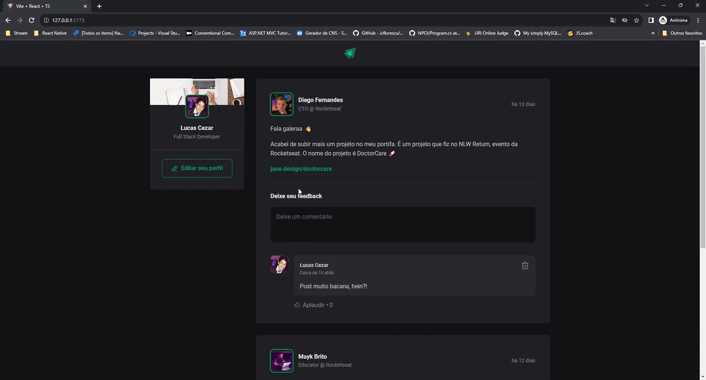 Vite + React + TS
127.0.0.1:5173
Anônima
Stream
React Native
[Todos os items] Na...
Projects - Visual Stu...
Conventional Com...
ASP.NET MVC Tutor...
Gerador de CNS - S...
GitHub - icflorescu/...
NPOI/Program.cs at...
URI Online Judge
My simply MySQL...
JS.coach
»
Outros favoritos
Lucas Cezar
Full Stack Developer
Editar seu perfil
Diego Fernandes
CTO @ Rocketseat
há 13 dias
Fala galeraa 👋
Acabei de subir mais um projeto no meu portifa. É um projeto que fiz no NLW Return, evento da
Rocketseat. O nome do projeto é DoctorCare 🚀
jane.design/doctorcare
Deixe seu feedback
Deixe um comentário
Lucas Cezar
Cerca de 1h atrás
Post muito bacana, hein?!
Aplaudir • 0
Mayk Brito
Educator @ Rocketseat
há 12 dias